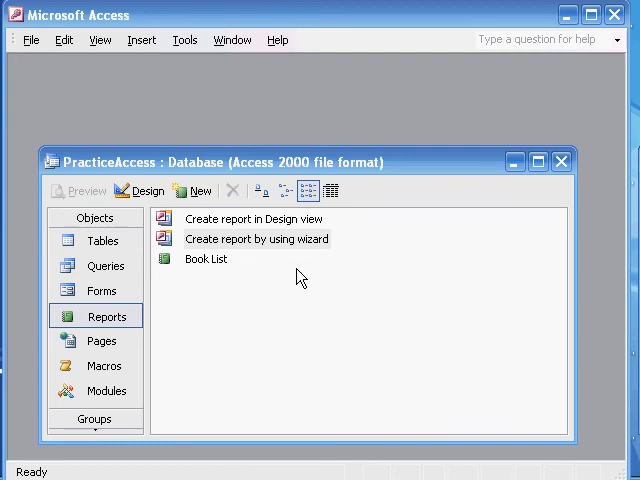 Microsoft Access
File Edit View Insert Tools Window Help Type a question for help
PracticeAccess : Database (Access 2000 file format)
Preview Design New
Objects
Tables
Queries
Forms
Reports
Pages
Macros
Modules
Groups
Create report in Design view
Create report by using wizard
Book List
Ready